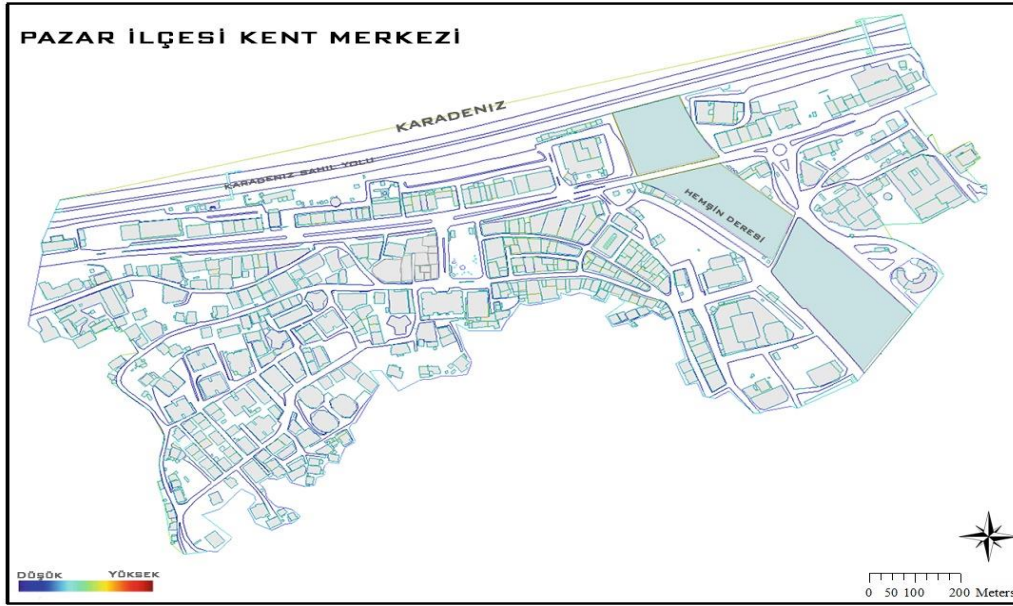 PAZAR İLÇESİ KENT MERKEZİ
KARADENİZ
KARADENİZ SAHİL YOLU
HEMŞİN DERESİ
DÜŞÜK YÜKSEK
0 50 100 200 Meters